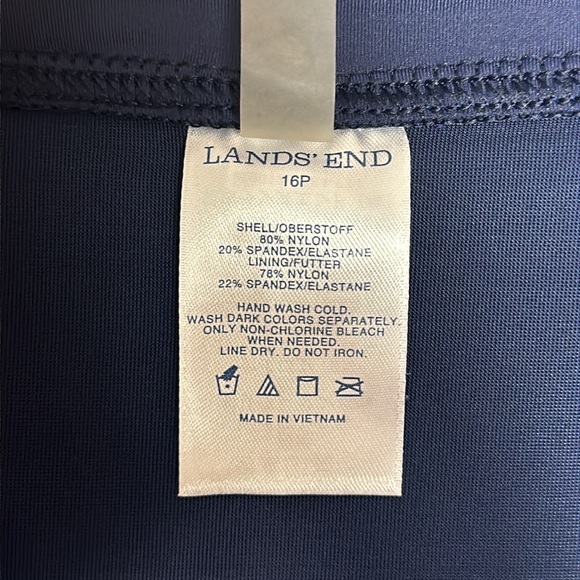 LANDS' END
16P
SHELL/OBERSTOFF
80% NYLON
20% SPANDEX/ELASTANE
LINING/FUTTER
78% NYLON
22% SPANDEX/ELASTANE
HAND WASH COLD.
WASH DARK COLORS SEPARATELY.
ONLY NON-CHLORINE BLEACH
WHEN NEEDED.
LINE DRY. DO NOT IRON.
MADE IN VIETNAM